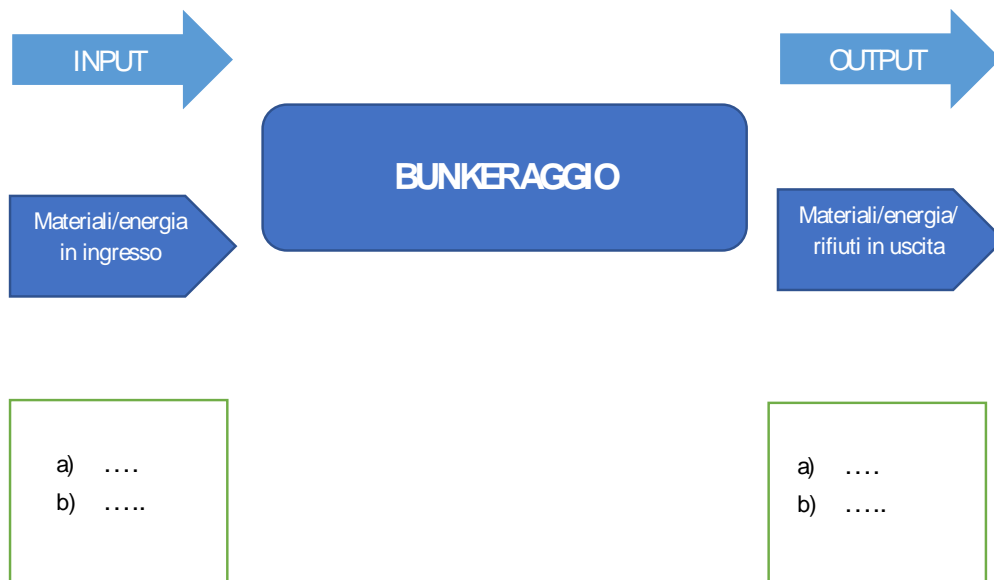 INPUT
OUTPUT
BUNKERAGGIO
Materiali/energia
in ingresso
Materiali/energia/
rifiuti in uscita
a) ....
b) .....
a) ....
b) .....